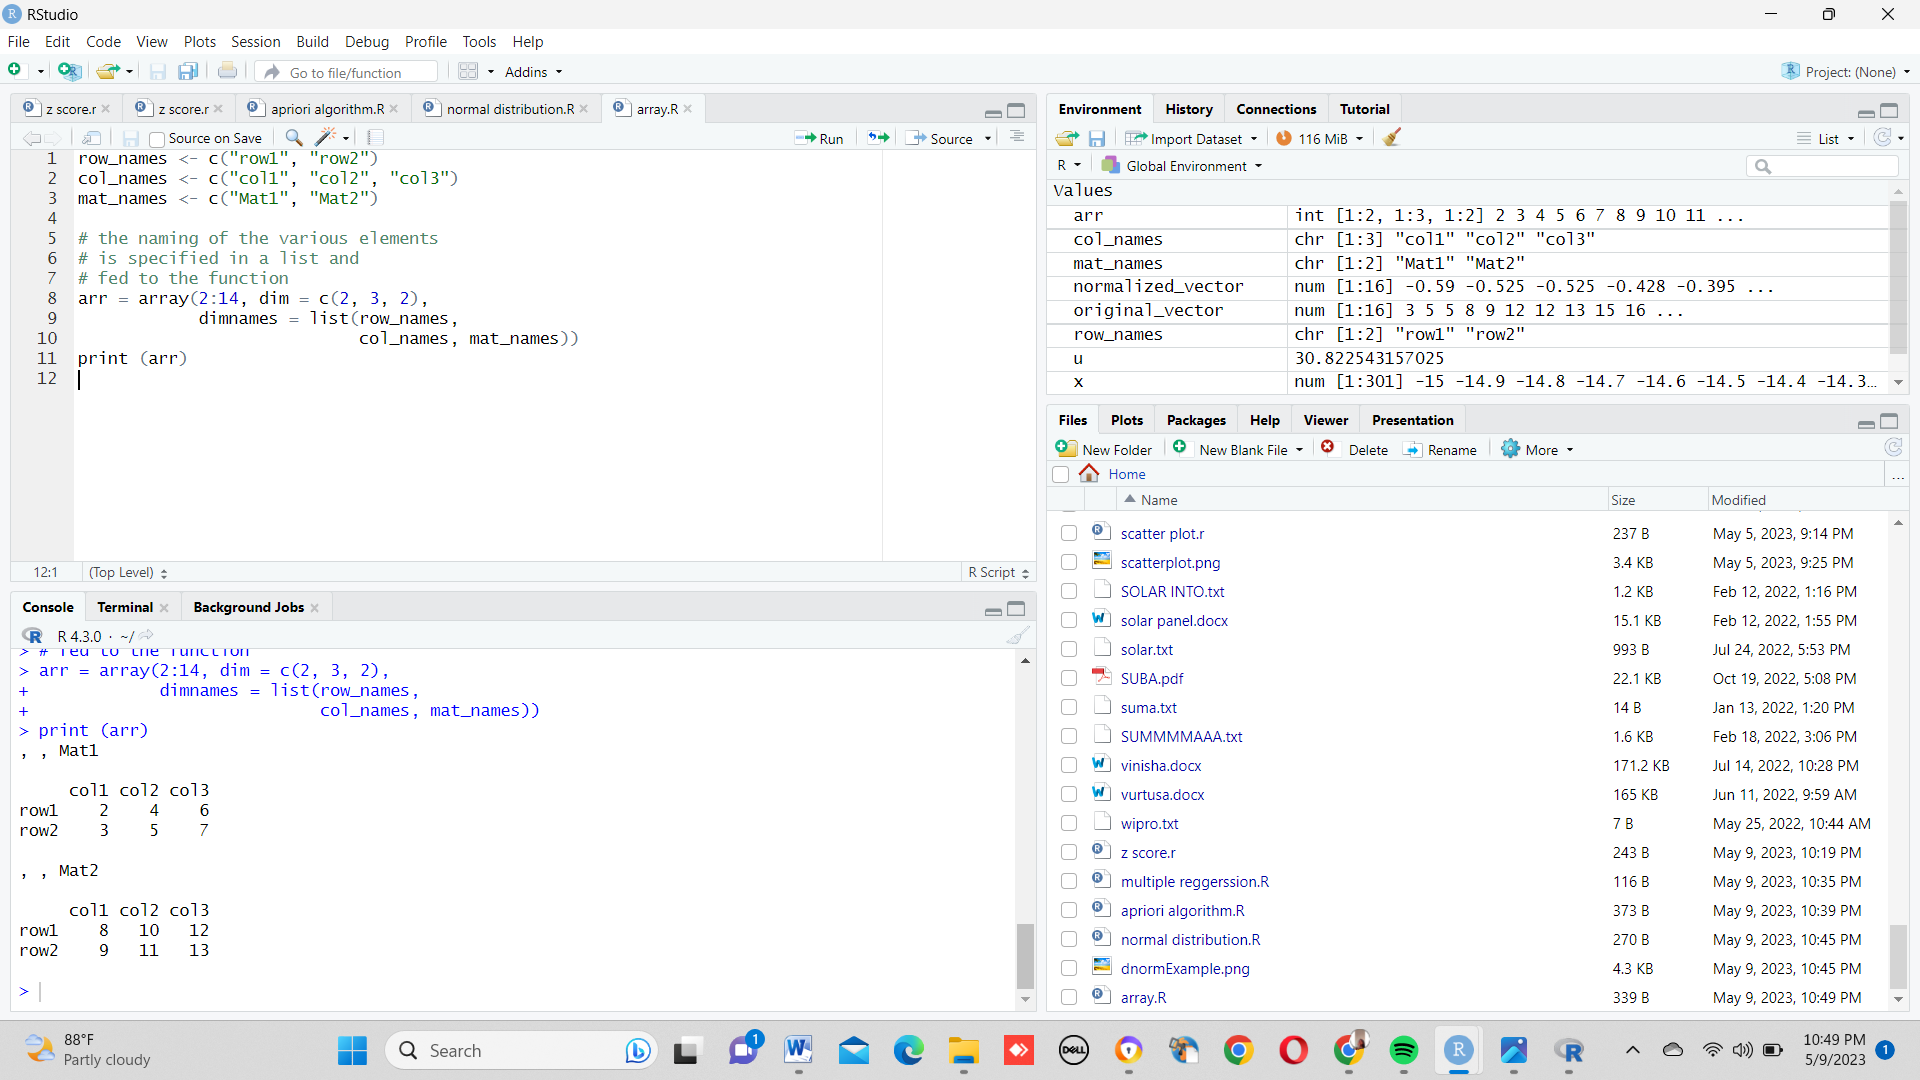 RStudio
File Edit Code View Plots Session Build Debug Profile Tools Help
Go to file/function Addins Project: (None)
z score.r z score.r apriori algorithm.R normal distribution.R array.R
Source on Save Run Source
1 row_names <- c("row1", "row2")
2 col_names <- c("col1", "col2", "col3")
3 mat_names <- c("Mat1", "Mat2")
4
5 # the naming of the various elements
6 # is specified in a list and
7 # fed to the function
8 arr = array(2:14, dim = c(2, 3, 2),
9 dimnames = list(row_names,
10 col_names, mat_names))
11 print (arr)
12
12:1 (Top Level) R Script
Console Terminal Background Jobs
R 4.3.0 · ~/
> # fed to the function
> arr = array(2:14, dim = c(2, 3, 2),
+ dimnames = list(row_names,
+ col_names, mat_names))
> print (arr)
, , Mat1
col1 col2 col3
row1 2 4 6
row2 3 5 7
, , Mat2
col1 col2 col3
row1 8 10 12
row2 9 11 13
>
Environment History Connections Tutorial
Import Dataset 116 MiB List
R Global Environment
Values
arr int [1:2, 1:3, 1:2] 2 3 4 5 6 7 8 9 10 11 ...
col_names chr [1:3] "col1" "col2" "col3"
mat_names chr [1:2] "Mat1" "Mat2"
normalized_vector num [1:16] -0.59 -0.525 -0.525 -0.428 -0.395 ...
original_vector num [1:16] 3 5 5 8 9 12 12 13 15 16 ...
row_names chr [1:2] "row1" "row2"
u 30.822543157025
x num [1:301] -15 -14.9 -14.8 -14.7 -14.6 -14.5 -14.4 -14.3...
Files Plots Packages Help Viewer Presentation
New Folder New Blank File Delete Rename More
Home ...
Name Size Modified
scatter plot.r 237 B May 5, 2023, 9:14 PM
scatterplot.png 3.4 KB May 5, 2023, 9:25 PM
SOLAR INTO.txt 1.2 KB Feb 12, 2022, 1:16 PM
solar panel.docx 15.1 KB Feb 12, 2022, 1:55 PM
solar.txt 993 B Jul 24, 2022, 5:53 PM
SUBA.pdf 22.1 KB Oct 19, 2022, 5:08 PM
suma.txt 14 B Jan 13, 2022, 1:20 PM
SUMMMMAAA.txt 1.6 KB Feb 18, 2022, 3:06 PM
vinisha.docx 171.2 KB Jul 14, 2022, 10:28 PM
vurtusa.docx 165 KB Jun 11, 2022, 9:59 AM
wipro.txt 7 B May 25, 2022, 10:44 AM
z score.r 243 B May 9, 2023, 10:19 PM
multiple reggerssion.R 116 B May 9, 2023, 10:35 PM
apriori algorithm.R 373 B May 9, 2023, 10:39 PM
normal distribution.R 270 B May 9, 2023, 10:45 PM
dnormExample.png 4.3 KB May 9, 2023, 10:45 PM
array.R 339 B May 9, 2023, 10:49 PM
88°F
Partly cloudy
Search
1
DELL
10:49 PM
5/9/2023
1